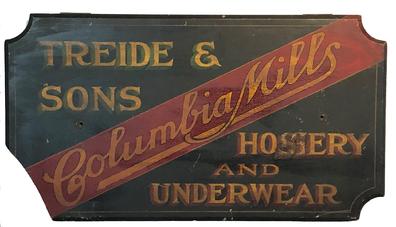 TREIDE &
SONS
Columbia Mills
HOSIERY
AND
UNDERWEAR